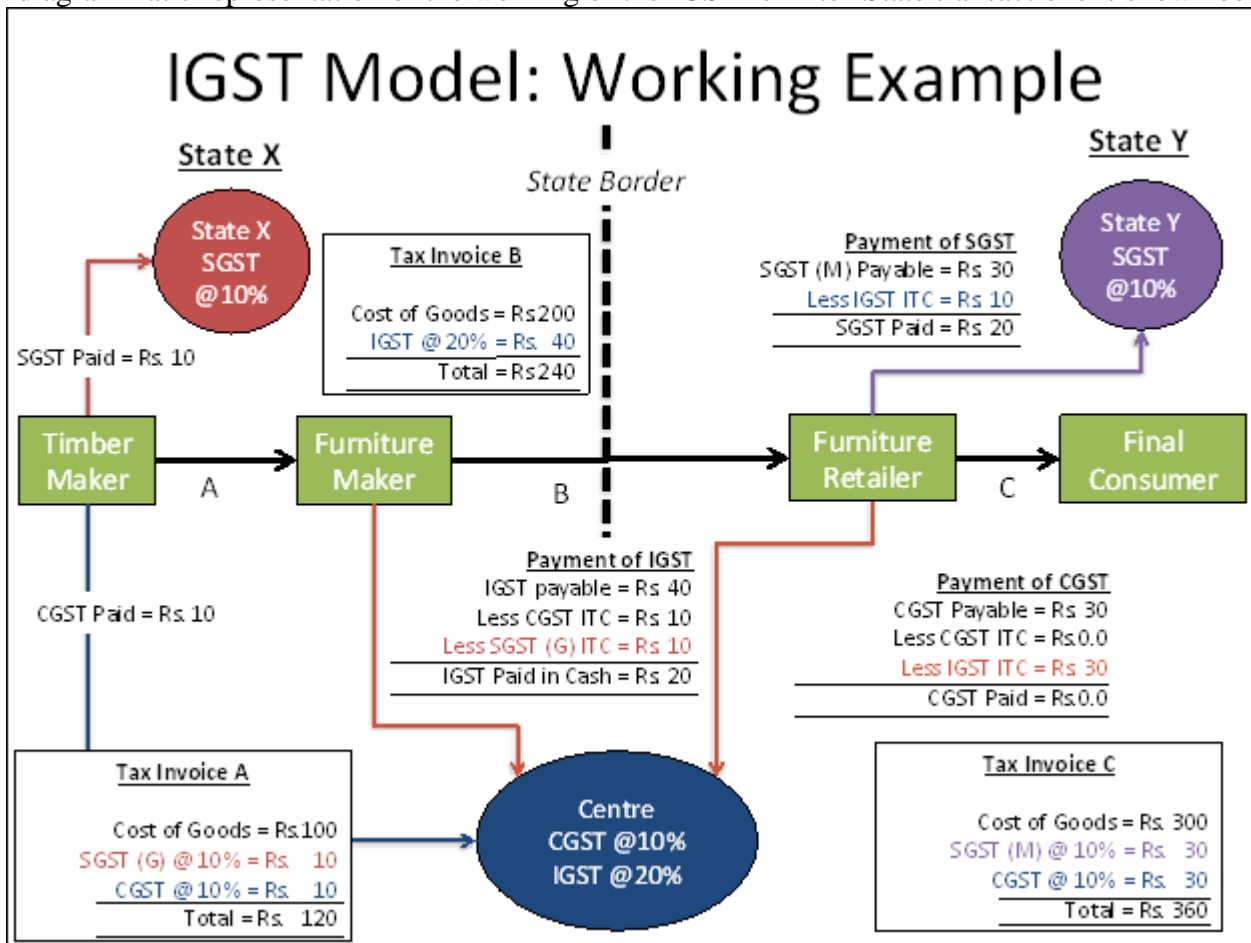 IGST Model: Working Example
State X
State Border
State Y
State X
SGST
@10%
Tax Invoice B
Cost of Goods = Rs.200
IGST @ 20% = Rs. 40
Total = Rs 240
Payment of SGST
SGST (M) Payable = Rs. 30
Less IGST ITC = Rs. 10
SGST Paid = Rs. 20
State Y
SGST
@10%
SGST Paid = Rs. 10
Timber
Maker
A
Furniture
Maker
B
Furniture
Retailer
C
Final
Consumer
CGST Paid = Rs. 10
Payment of IGST
IGST payable = Rs. 40
Less CGST ITC = Rs. 10
Less SGST (G) ITC = Rs. 10
IGST Paid in Cash = Rs. 20
Payment of CGST
CGST Payable = Rs. 30
Less CGST ITC = Rs.0.0
Less IGST ITC = Rs. 30
CGST Paid = Rs.0.0
Tax Invoice A
Cost of Goods = Rs.100
SGST (G) @ 10% = Rs. 10
CGST @ 10% = Rs. 10
Total = Rs. 120
Centre
CGST @10%
IGST @20%
Tax Invoice C
Cost of Goods = Rs. 300
SGST (M) @ 10% = Rs. 30
CGST @ 10% = Rs. 30
Total = Rs. 360